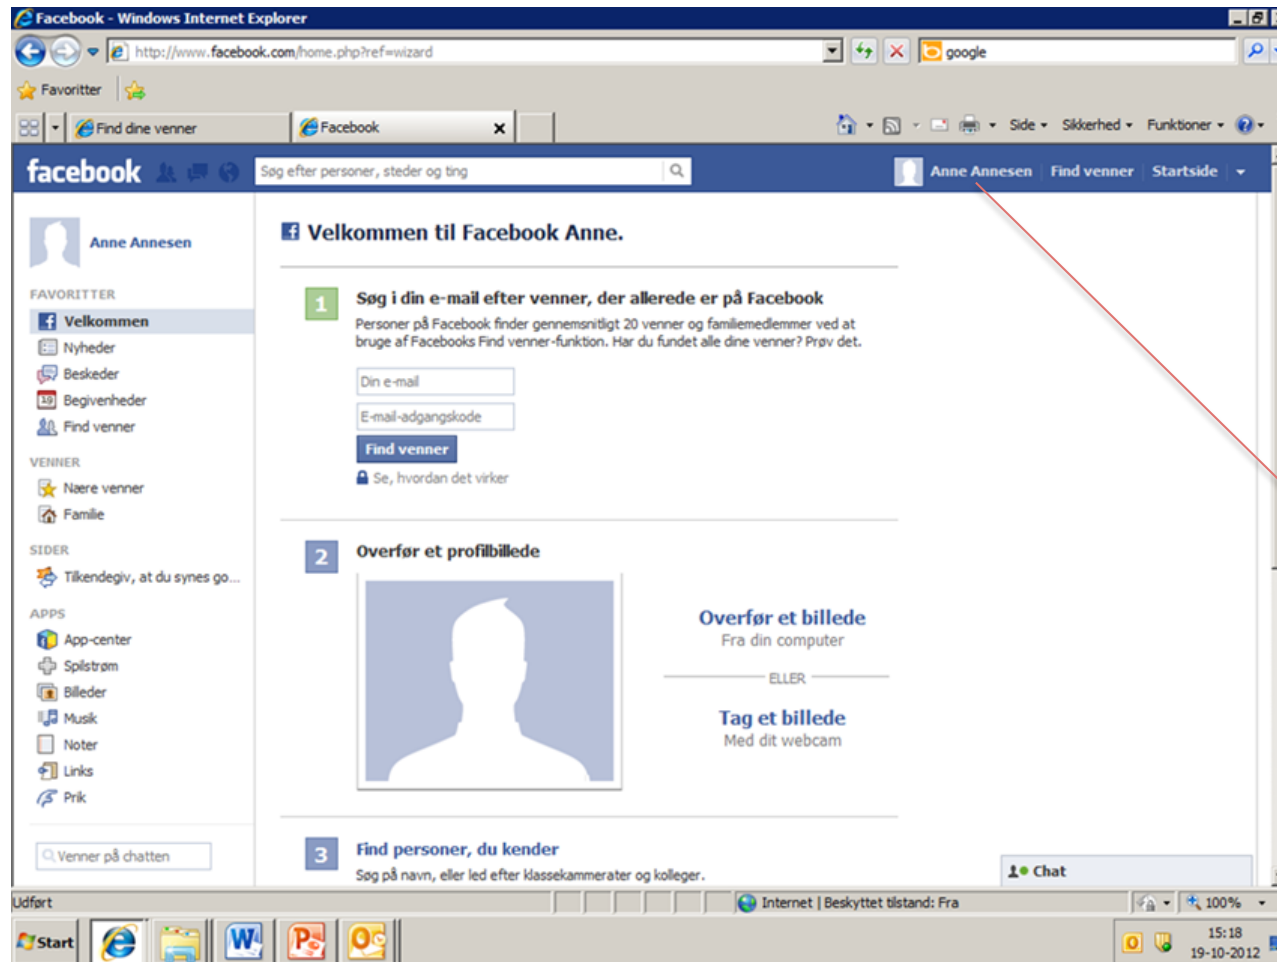 Facebook - Windows Internet Explorer
http://www.facebook.com/home.php?ref=wizard
google
Favoritter
Find dine venner
Facebook
Side
Sikkerhed
Funktioner
facebook
Søg efter personer, steder og ting
Anne Annesen
Find venner
Startside
Anne Annesen
FAVORITTER
Velkommen
Nyheder
Beskeder
19
Begivenheder
Find venner
VENNER
Nære venner
Familie
SIDER
Tilkendegiv, at du synes go...
APPS
App-center
Spilstrøm
Billeder
Musik
Noter
Links
Prik
Venner på chatten
Velkommen til Facebook Anne.
1
Søg i din e-mail efter venner, der allerede er på Facebook
Personer på Facebook finder gennemsnitligt 20 venner og familiemedlemmer ved at
bruge af Facebooks Find venner-funktion. Har du fundet alle dine venner? Prøv det.
Din e-mail
E-mail-adgangskode
Find venner
Se, hvordan det virker
2
Overfør et profilbillede
Overfør et billede
Fra din computer
ELLER
Tag et billede
Med dit webcam
3
Find personer, du kender
Søg på navn, eller led efter klassekammerater og kolleger.
Chat
Udført
Internet | Beskyttet tilstand: Fra
100%
Start
15:18
19-10-2012